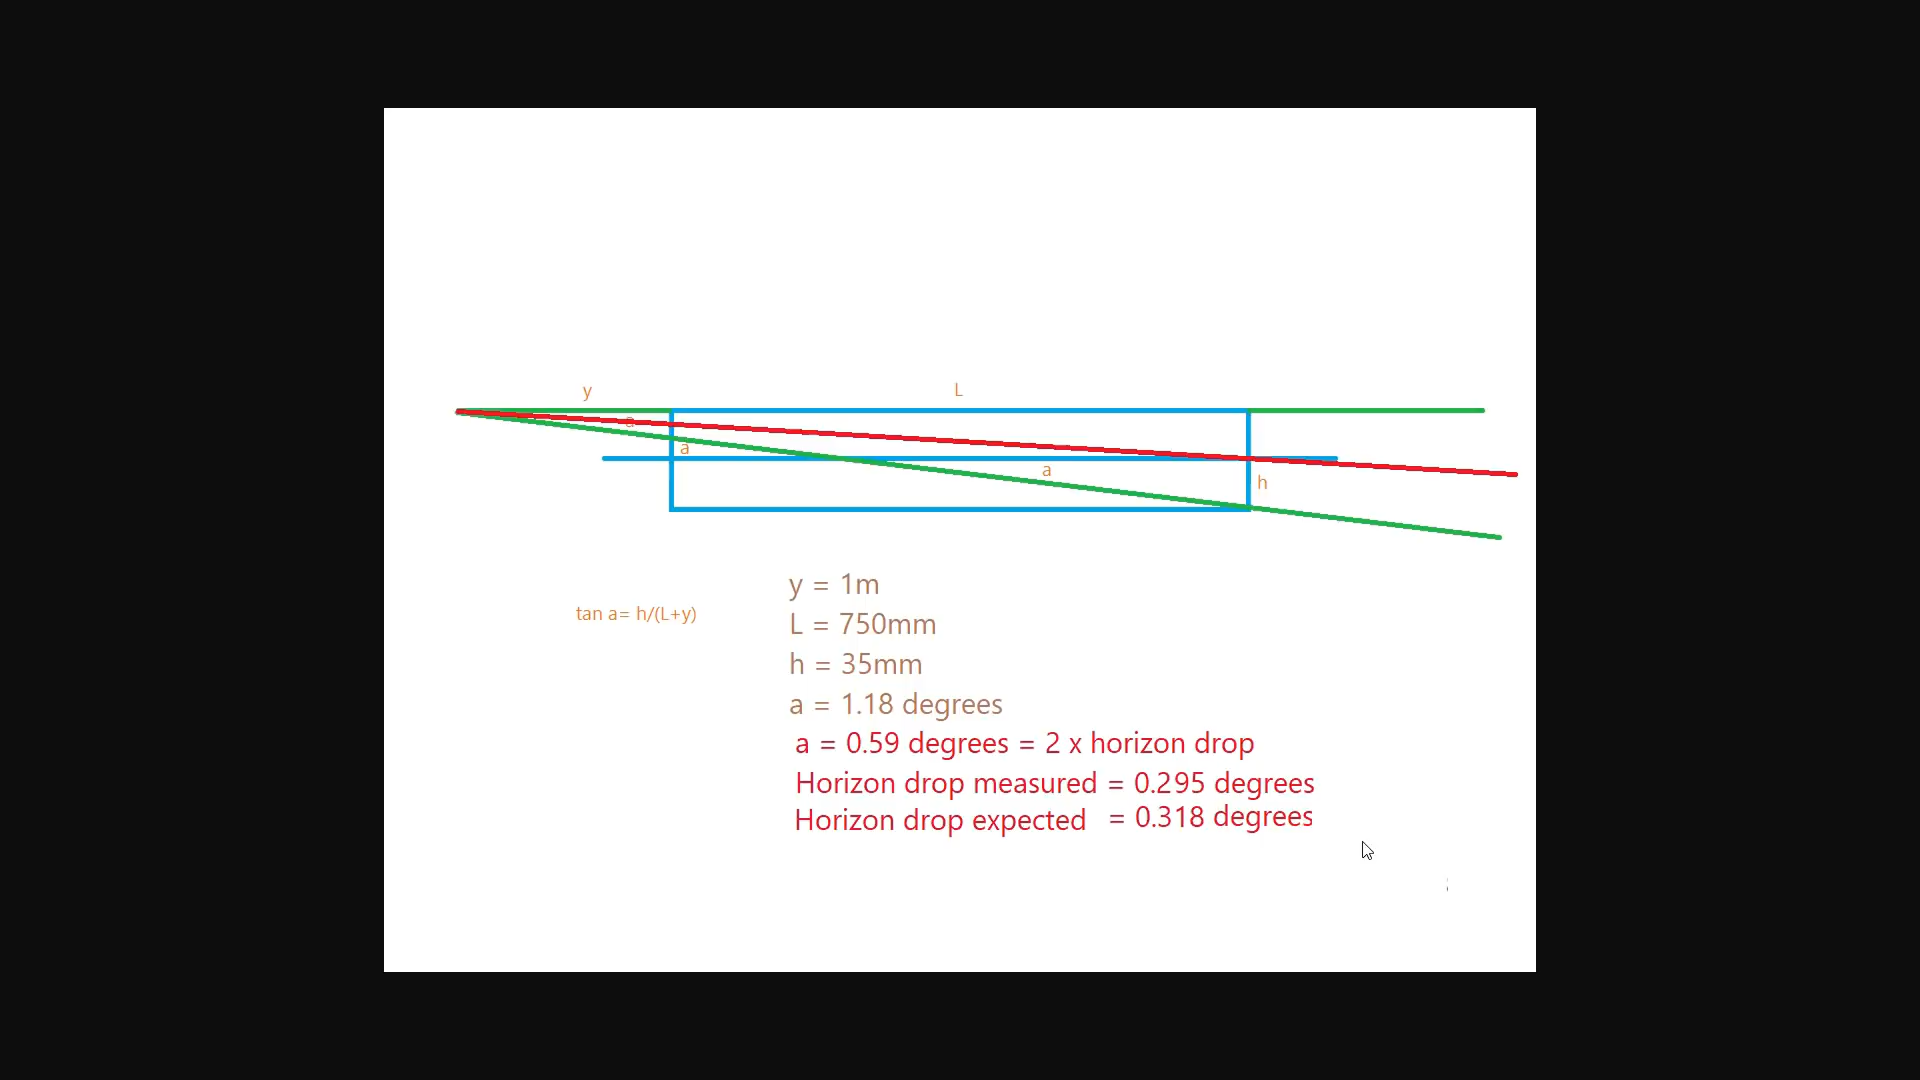 y
L
a
a
a
h
y = 1m
tan a= h/(L+y)
L = 750mm
h = 35mm
a = 1.18 degrees
a = 0.59 degrees = 2 x horizon drop
Horizon drop measured = 0.295 degrees
Horizon drop expected = 0.318 degrees